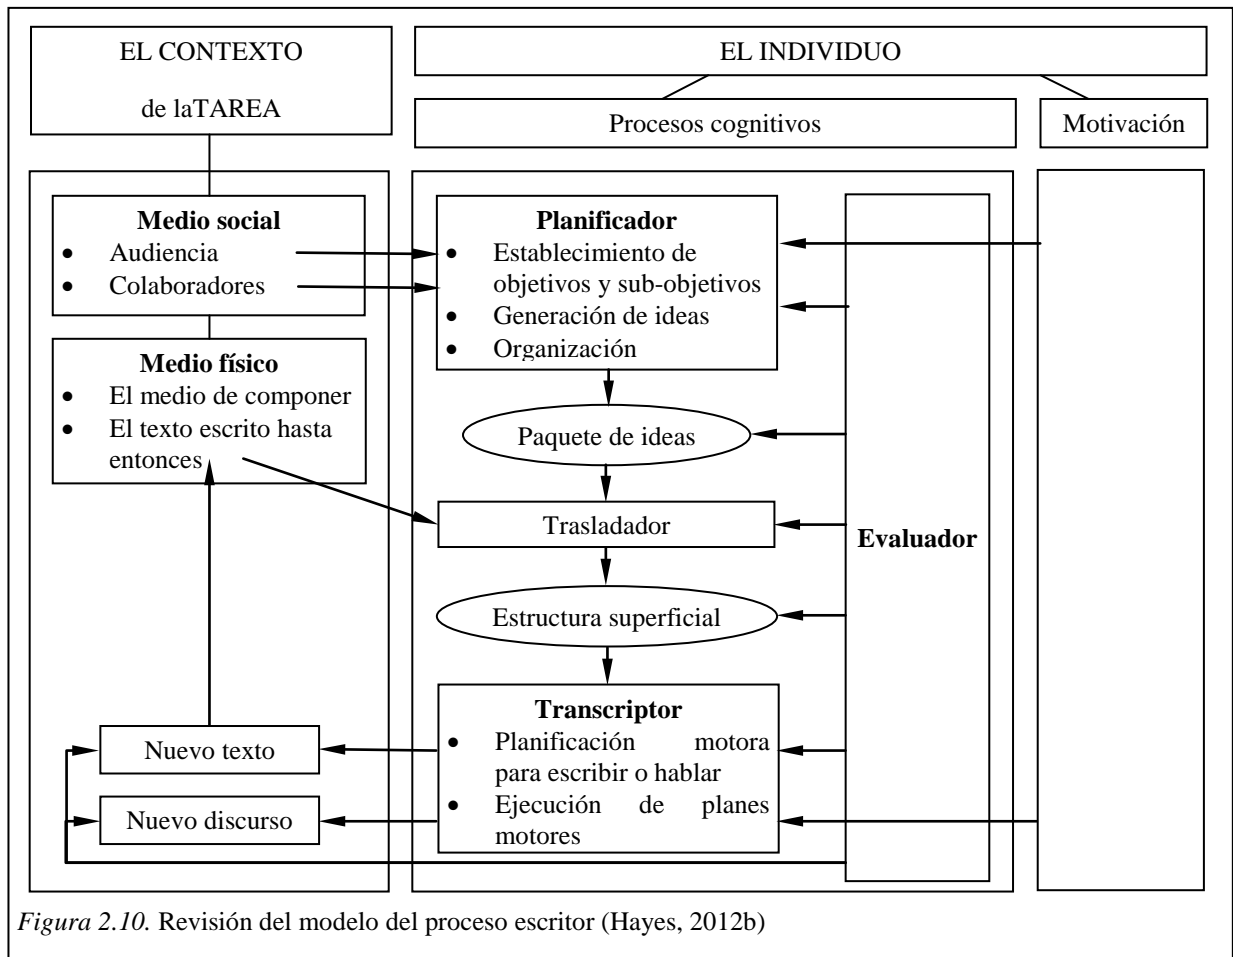 EL CONTEXTO
de laTAREA
EL INDIVIDUO
Procesos cognitivos
Motivación
Medio social
• Audiencia
• Colaboradores
Medio físico
• El medio de componer
• El texto escrito hasta
entonces
Nuevo texto
Nuevo discurso
Planificador
• Establecimiento de
objetivos y sub-objetivos
• Generación de ideas
• Organización
Paquete de ideas
Trasladador
Estructura superficial
Transcriptor
• Planificación motora
para escribir o hablar
• Ejecución de planes
motores
Evaluador
Figura 2.10. Revisión del modelo del proceso escritor (Hayes, 2012b)